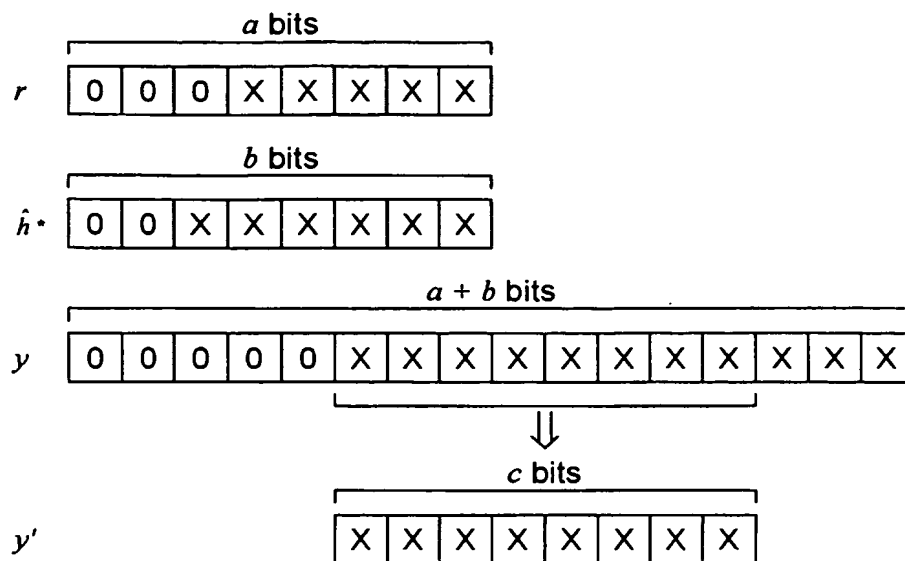 a bits
r 0 0 0 X X X X X
b bits
ĥ* 0 0 X X X X X X
a + b bits
y 0 0 0 0 0 X X X X X X X X X X X
⇓
c bits
y' X X X X X X X X